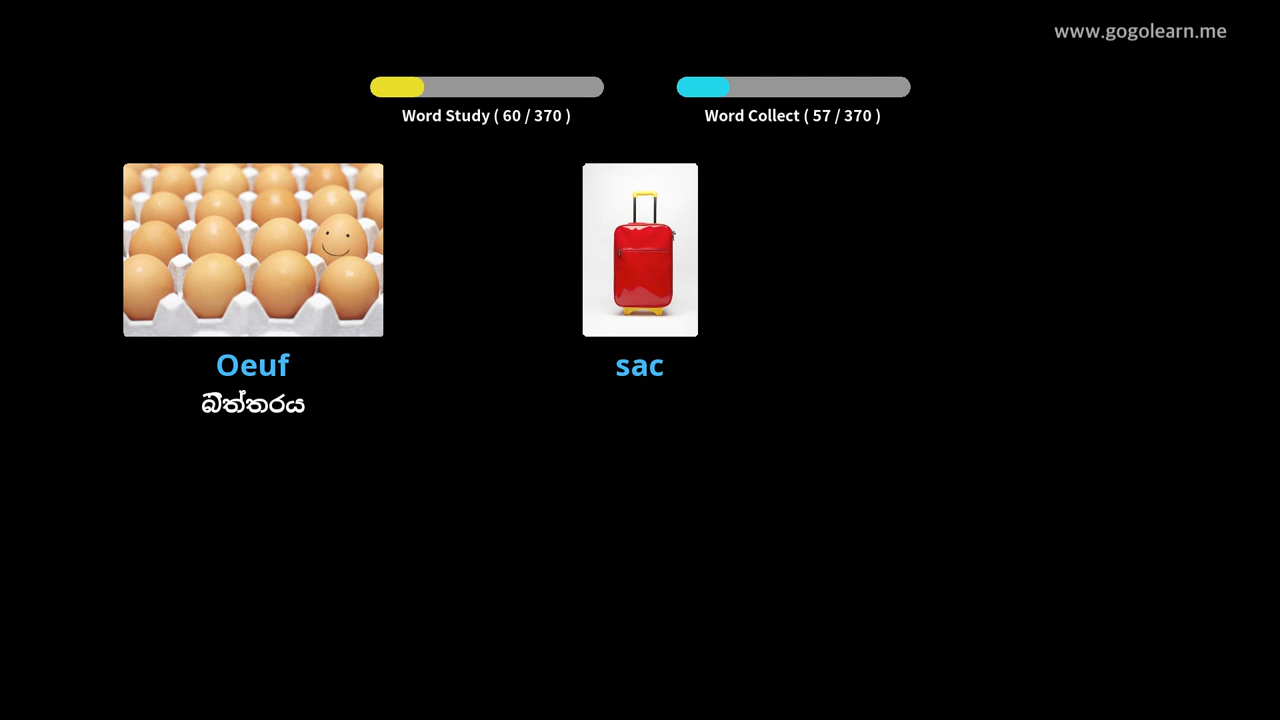 www.gogolearn.me
Word Study ( 60 / 370 )
Word Collect ( 57 / 370 )
Oeuf
බිත්තරය
sac